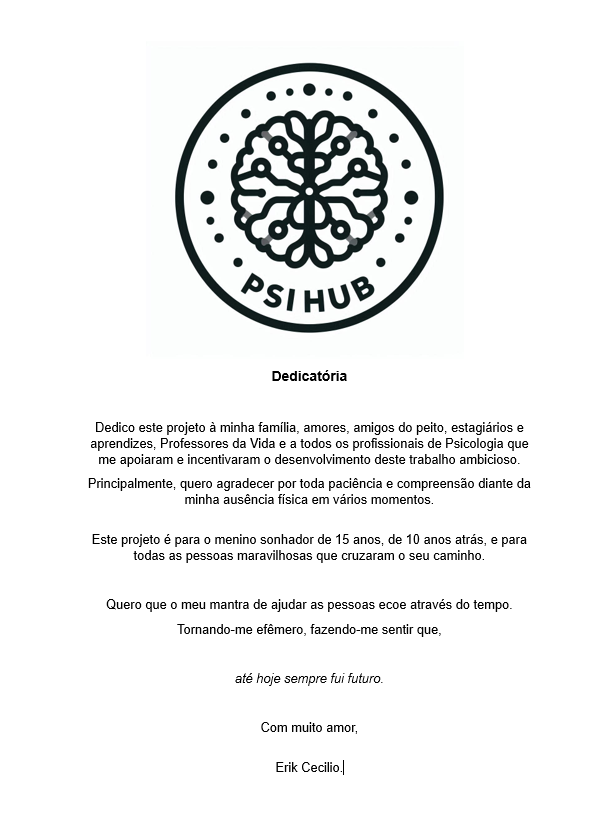 PSI HUB
Dedicatória
Dedico este projeto à minha família, amores, amigos do peito, estagiários e
aprendizes, Professores da Vida e a todos os profissionais de Psicologia que
me apoiaram e incentivaram o desenvolvimento deste trabalho ambicioso.
Principalmente, quero agradecer por toda paciência e compreensão diante da
minha ausência física em vários momentos.
Este projeto é para o menino sonhador de 15 anos, de 10 anos atrás, e para
todas as pessoas maravilhosas que cruzaram o seu caminho.
Quero que o meu mantra de ajudar as pessoas ecoe através do tempo.
Tornando-me efêmero, fazendo-me sentir que,
até hoje sempre fui futuro.
Com muito amor,
Erik Cecilio.